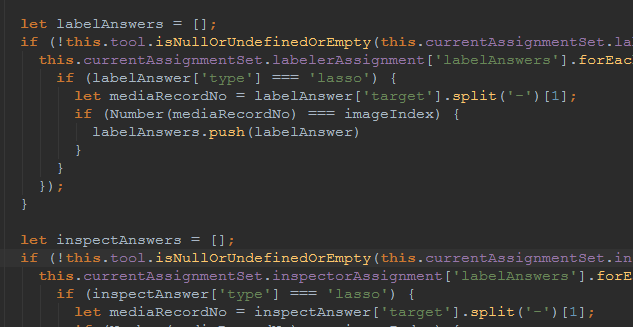 let labelAnswers = [];
if (!this.tool.isNullOrUndefinedOrEmpty(this.currentAssignmentSet.la
this.currentAssignmentSet.labelerAssignment['labelAnswers'].forEac
if (labelAnswer['type'] === 'lasso') {
let mediaRecordNo = labelAnswer['target'].split('-')[1];
if (Number(mediaRecordNo) === imageIndex) {
labelAnswers.push(labelAnswer)
}
}
});
}
let inspectAnswers = [];
if (!this.tool.isNullOrUndefinedOrEmpty(this.currentAssignmentSet.in
this.currentAssignmentSet.inspectorAssignment['labelAnswers'].forE
if (inspectAnswer['type'] === 'lasso') {
let mediaRecordNo = inspectAnswer['target'].split('-')[1];